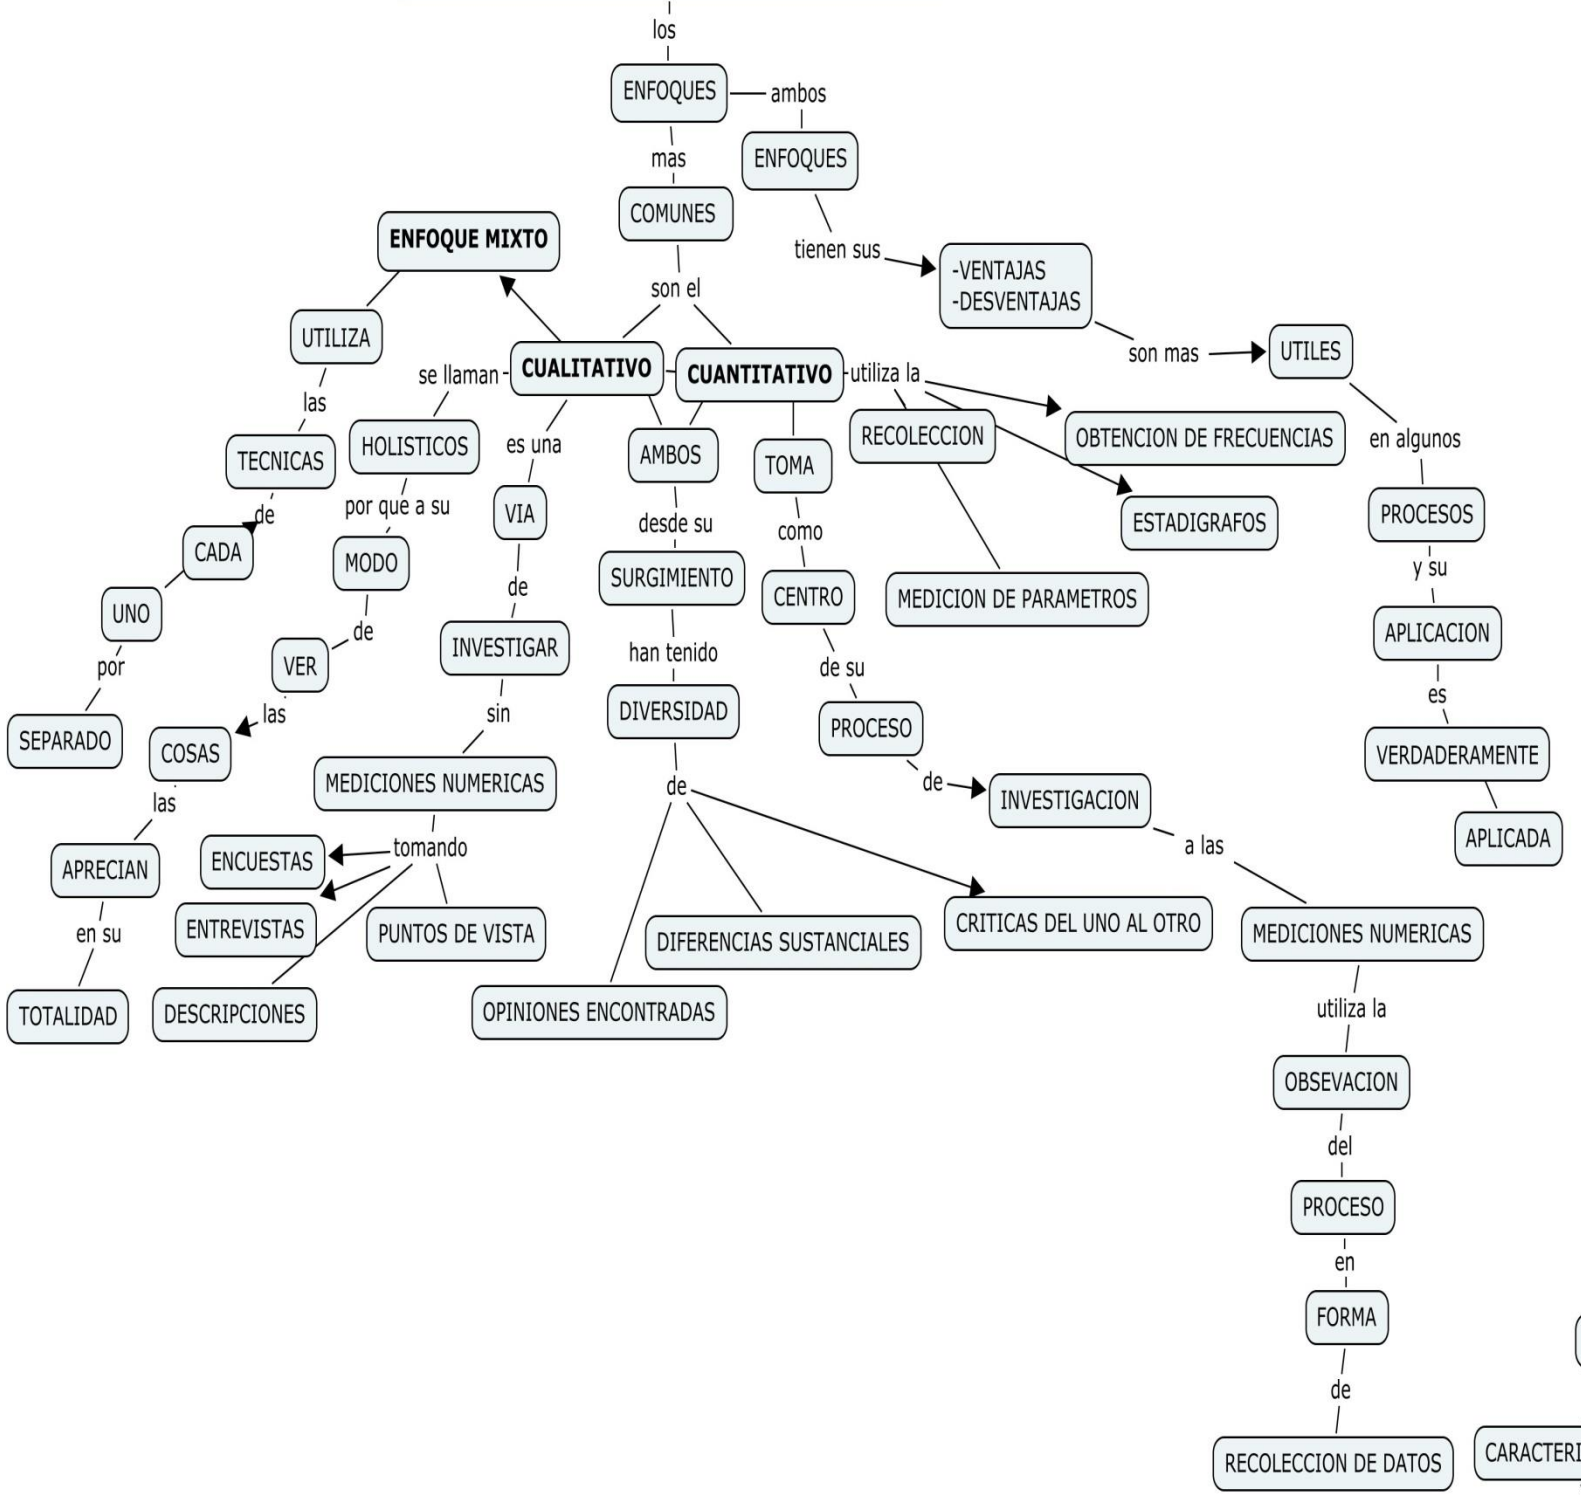 los
ENFOQUES
ambos
ENFOQUES
tienen sus
-VENTAJAS
-DESVENTAJAS
son mas
UTILES
en algunos
PROCESOS
y su
APLICACION
es
VERDADERAMENTE
APLICADA
mas
COMUNES
son el
CUALITATIVO
CUANTITATIVO
ENFOQUE MIXTO
UTILIZA
las
TECNICAS
de
CADA
UNO
por
SEPARADO
se llaman
HOLISTICOS
por que a su
MODO
de
VER
las
COSAS
las
APRECIAN
en su
TOTALIDAD
es una
VIA
de
INVESTIGAR
sin
MEDICIONES NUMERICAS
tomando
ENCUESTAS
ENTREVISTAS
DESCRIPCIONES
PUNTOS DE VISTA
AMBOS
desde su
SURGIMIENTO
han tenido
DIVERSIDAD
de
OPINIONES ENCONTRADAS
DIFERENCIAS SUSTANCIALES
CRITICAS DEL UNO AL OTRO
TOMA
como
CENTRO
de su
PROCESO
de
INVESTIGACION
a las
MEDICIONES NUMERICAS
utiliza la
OBSEVACION
del
PROCESO
en
FORMA
de
RECOLECCION DE DATOS
utiliza la
RECOLECCION
MEDICION DE PARAMETROS
OBTENCION DE FRECUENCIAS
ESTADIGRAFOS
CARACTERI